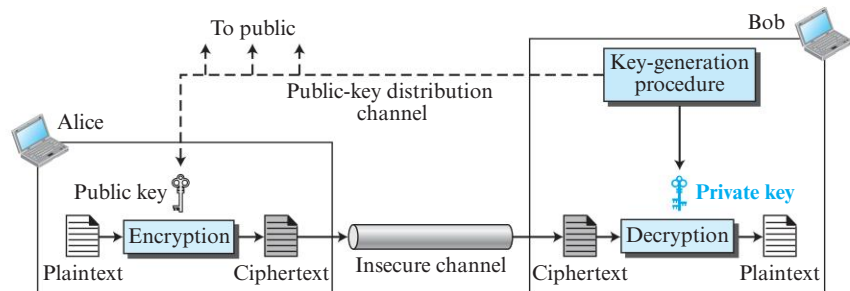 Bob
To public
Key-generation
procedure
Public-key distribution
channel
Alice
Public key
Private key
Encryption
Decryption
Plaintext
Ciphertext
Insecure channel
Ciphertext
Plaintext